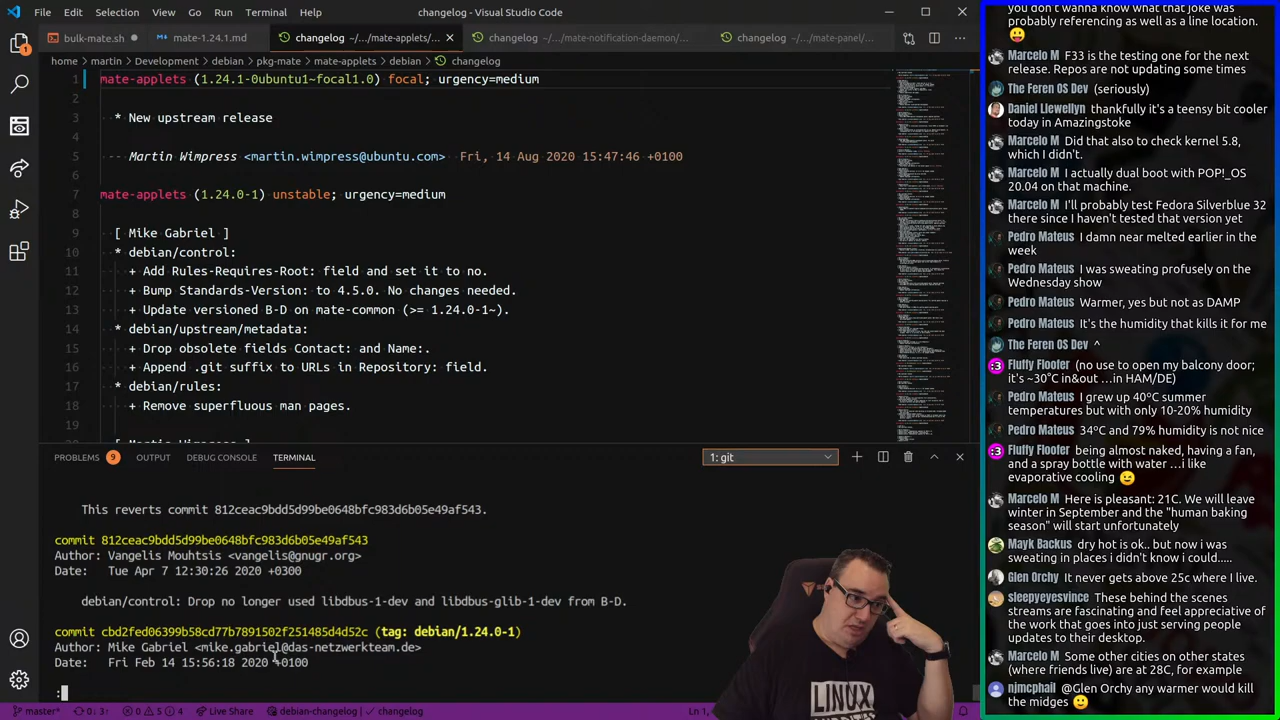 File Edit Selection View Go Run Terminal Help
changelog - Visual Studio Code
bulk-mate.sh
mate-1.24.1.md
changelog ~/.../mate-applets/...
changelog ~/.../mate-notification-daemon/...
changelog ~/.../mate-panel/...
home > martin > Development > debian > pkg-mate > mate-applets > debian > changelog
1 mate-applets (1.24.1-0ubuntu1~focal1.0) focal; urgency=medium
2
3 * New upstream release
4
5 -- Martin Wimpress <martin.wimpress@ubuntu.com> Fri, 14 Aug 2020 15:47:46 +0100
6
7 mate-applets (1.24.0-1) unstable; urgency=medium
8
9 [ Mike Gabriel ]
10 * debian/control:
11 + Add Rules-Requires-Root: field and set it to no.
12 + Bump Standards-Version: to 4.5.0. No changes needed.
13 + Update versioned B-D on mate-common (>= 1.24.0-1~).
14 * debian/upstream/metadata:
15 + Drop obsolete fields Contact: and Name:.
16 + Append .git suffix to URLs in Repository: field.
17 * debian/rules:
18 + Remove superfluous man pages.
PROBLEMS 9 OUTPUT DEBUG CONSOLE TERMINAL
1: git
This reverts commit 812ceac9bdd5d99be0648bfc983d6b05e49af543.
commit 812ceac9bdd5d99be0648bfc983d6b05e49af543
Author: Vangelis Mouhtsis <vangelis@gnugr.org>
Date: Tue Apr 7 12:30:26 2020 +0300
debian/control: Drop no longer used libdbus-1-dev and libdbus-glib-1-dev from B-D.
commit cbd2fed06399b58cd77b7891502f251485d4d52c (tag: debian/1.24.0-1)
Author: Mike Gabriel <mike.gabriel@das-netzwerkteam.de>
Date: Fri Feb 14 15:56:18 2020 +0100
:
master* 0↓ 3↑ 0 5 4 Live Share debian-changelog | changelog
Ln 1,
LINUX
you don't wanna know what that joke was
probably referencing as well as a line location.
😛
Marcelo M F33 is the testing one for the next
release. Repos are not updating some times
The Feren OS Dev (seriously)
Daniel Llewellyn thankfully it's a teensy bit cooler
today in Amazingstoke
Marcelo M Did that also to check kernel 5.8,
which I didn't.
Marcelo M I actually dual booted POP!_OS
20.04 on that machine.
Marcelo M I'll probably test Fedora Silverblue 32
there since I haven't tested that version yet
Pedro Mateus I damn near melted earlier in the
week
Pedro Mateus I was sweating profusely on the
Wednesday show
Pedro Mateus Warmer, yes but not as DAMP
Pedro Mateus It's the humidity that kills it for me
The Feren OS Dev ^
Fluffy Floofer (no use to open my balcony door;
it's ~30°C in&out …in HAM/DE)
Pedro Mateus I grew up 40ºC summer
temperatures but with only 10-20% humidity
Pedro Mateus 34ºC and 79% humidity is not nice
Fluffy Floofer being almost naked, having a fan,
and a spray bottle with water …i like
evaporative cooling 😉
Marcelo M Here is pleasant: 21C. We will leave
winter in September and the "human baking
season" will start unfortunately
Mayk Backus dry hot is ok.. but now i was
sweating in places i didn't know i could.....
Glen Orchy It never gets above 25c where I live.
sleepyeyesvince These behind the scenes
streams are fascinating and feel appreciative of
the work that goes into just serving people
updates to their desktop.
Marcelo M Some other cities on other states
(where friends live) are at 28C, for example
njmcphail @Glen Orchy any warmer would kill
the midges 🙂